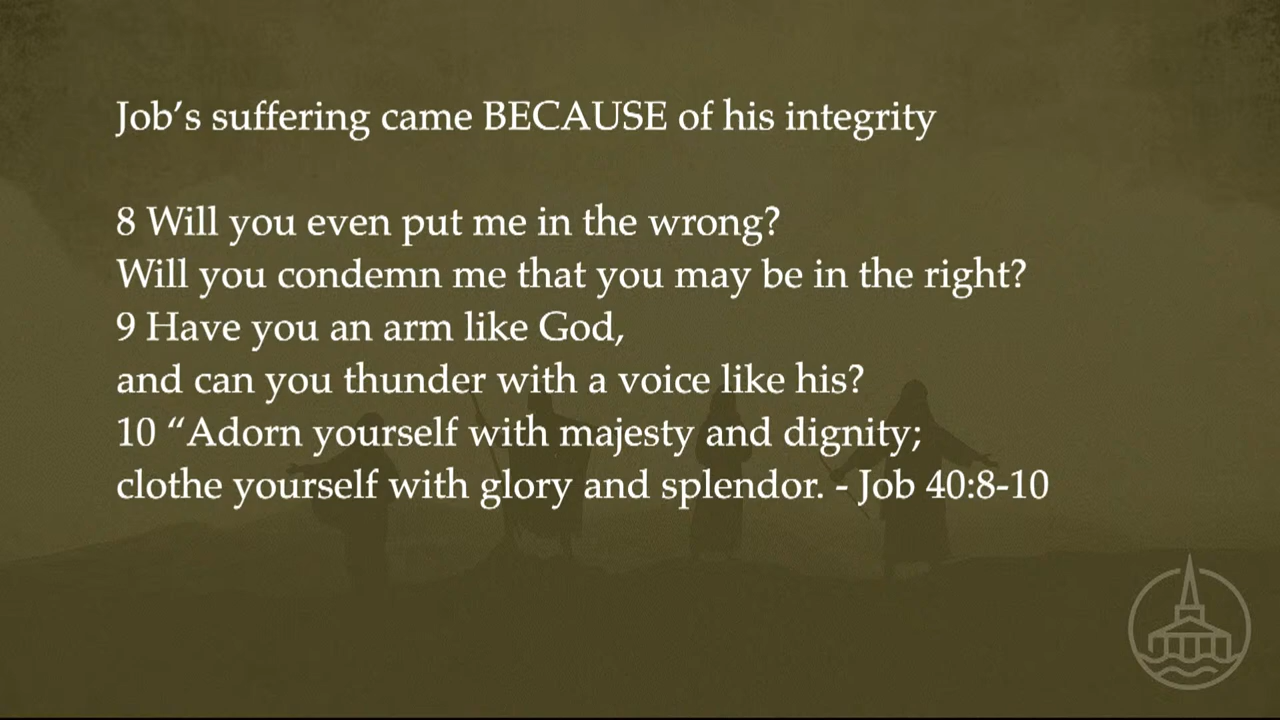 Job’s suffering came BECAUSE of his integrity
8 Will you even put me in the wrong?
Will you condemn me that you may be in the right?
9 Have you an arm like God,
and can you thunder with a voice like his?
10 “Adorn yourself with majesty and dignity;
clothe yourself with glory and splendor. - Job 40:8-10